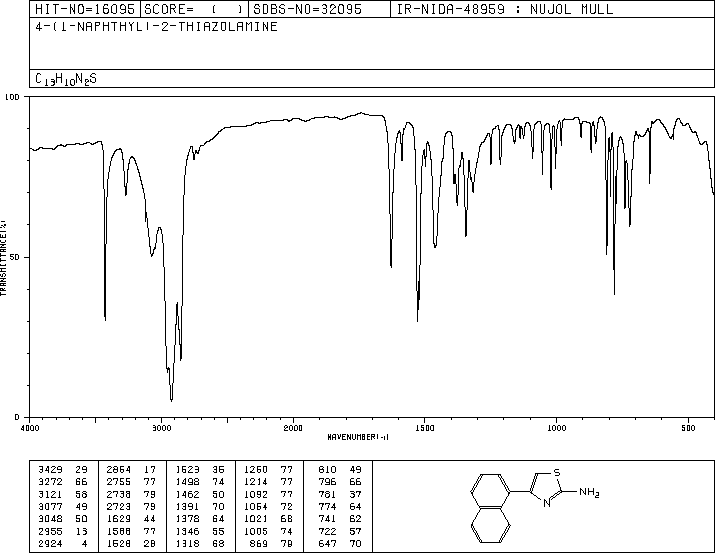 HIT-NO=16095 SCORE= ( ) SDBS-NO=32095 IR-NIDA-48959 : NUJOL MULL
4-(1-NAPHTHYL)-2-THIAZOLAMINE
C13H10N2S
100
50
0
TRANSMITTANCE(%)
4000 3000 2000 1500 1000 500
WAVENUMBER(-1)
3429 29 2854 17 1523 35 1250 77 810 49
3272 66 2755 77 1498 74 1214 77 796 66
3121 58 2738 79 1462 50 1092 77 781 37
3077 49 2723 79 1391 70 1054 72 774 64
3048 50 1629 44 1378 64 1021 68 741 62
2955 13 1588 77 1346 55 1005 74 722 57
2924 4 1528 28 1318 68 869 79 647 70
S
N
NH2